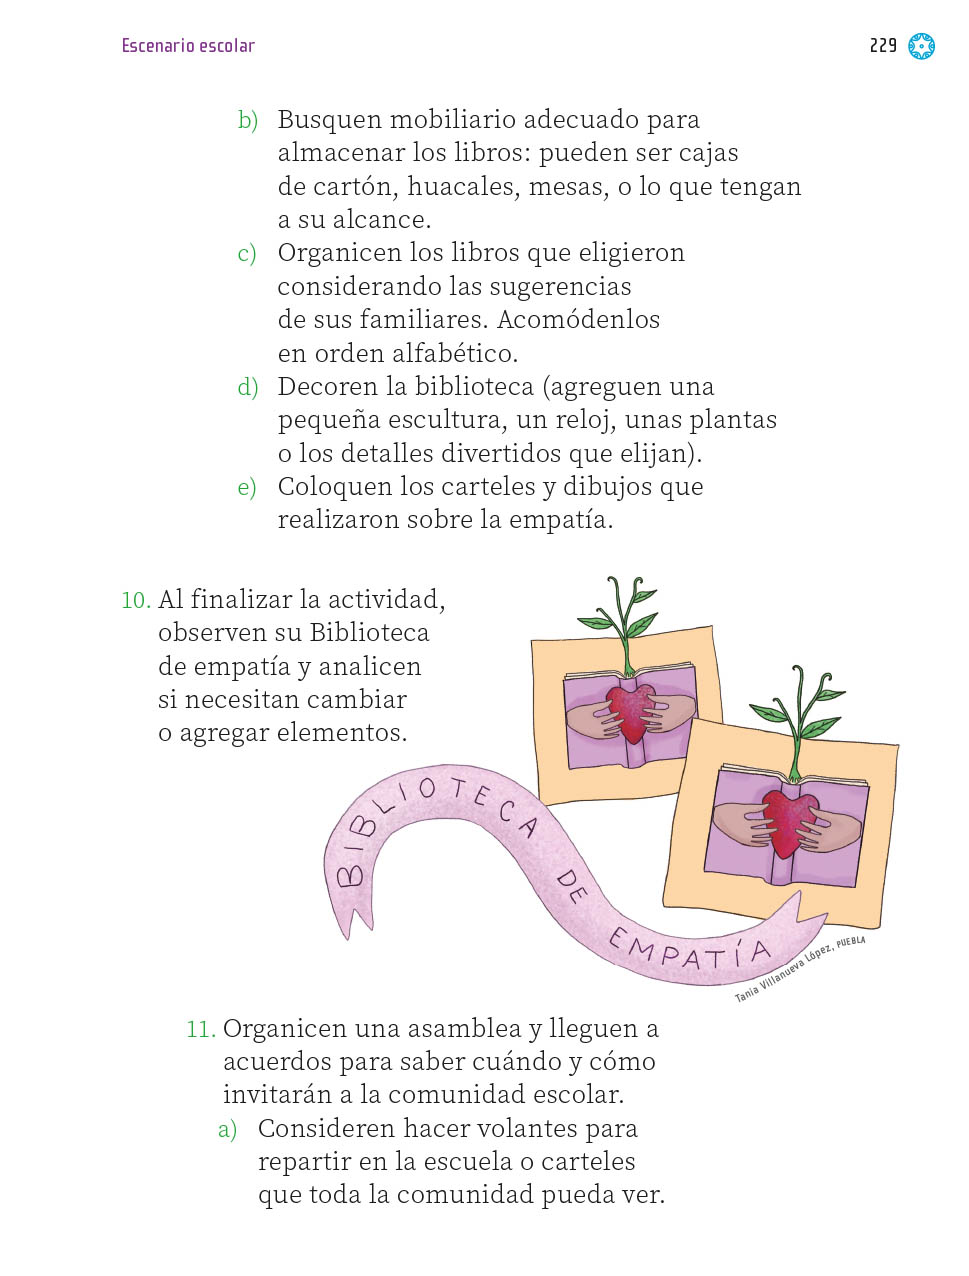 Escenario escolar
229
b) Busquen mobiliario adecuado para
almacenar los libros: pueden ser cajas
de cartón, huacales, mesas, o lo que tengan
a su alcance.
c) Organicen los libros que eligieron
considerando las sugerencias
de sus familiares. Acomódenlos
en orden alfabético.
d) Decoren la biblioteca (agreguen una
pequeña escultura, un reloj, unas plantas
o los detalles divertidos que elijan).
e) Coloquen los carteles y dibujos que
realizaron sobre la empatía.
10. Al finalizar la actividad,
observen su Biblioteca
de empatía y analicen
si necesitan cambiar
o agregar elementos.
BIBLIOTECA DE EMPATÍA
Tania Villanueva López, PUEBLA
11. Organicen una asamblea y lleguen a
acuerdos para saber cuándo y cómo
invitarán a la comunidad escolar.
a) Consideren hacer volantes para
repartir en la escuela o carteles
que toda la comunidad pueda ver.